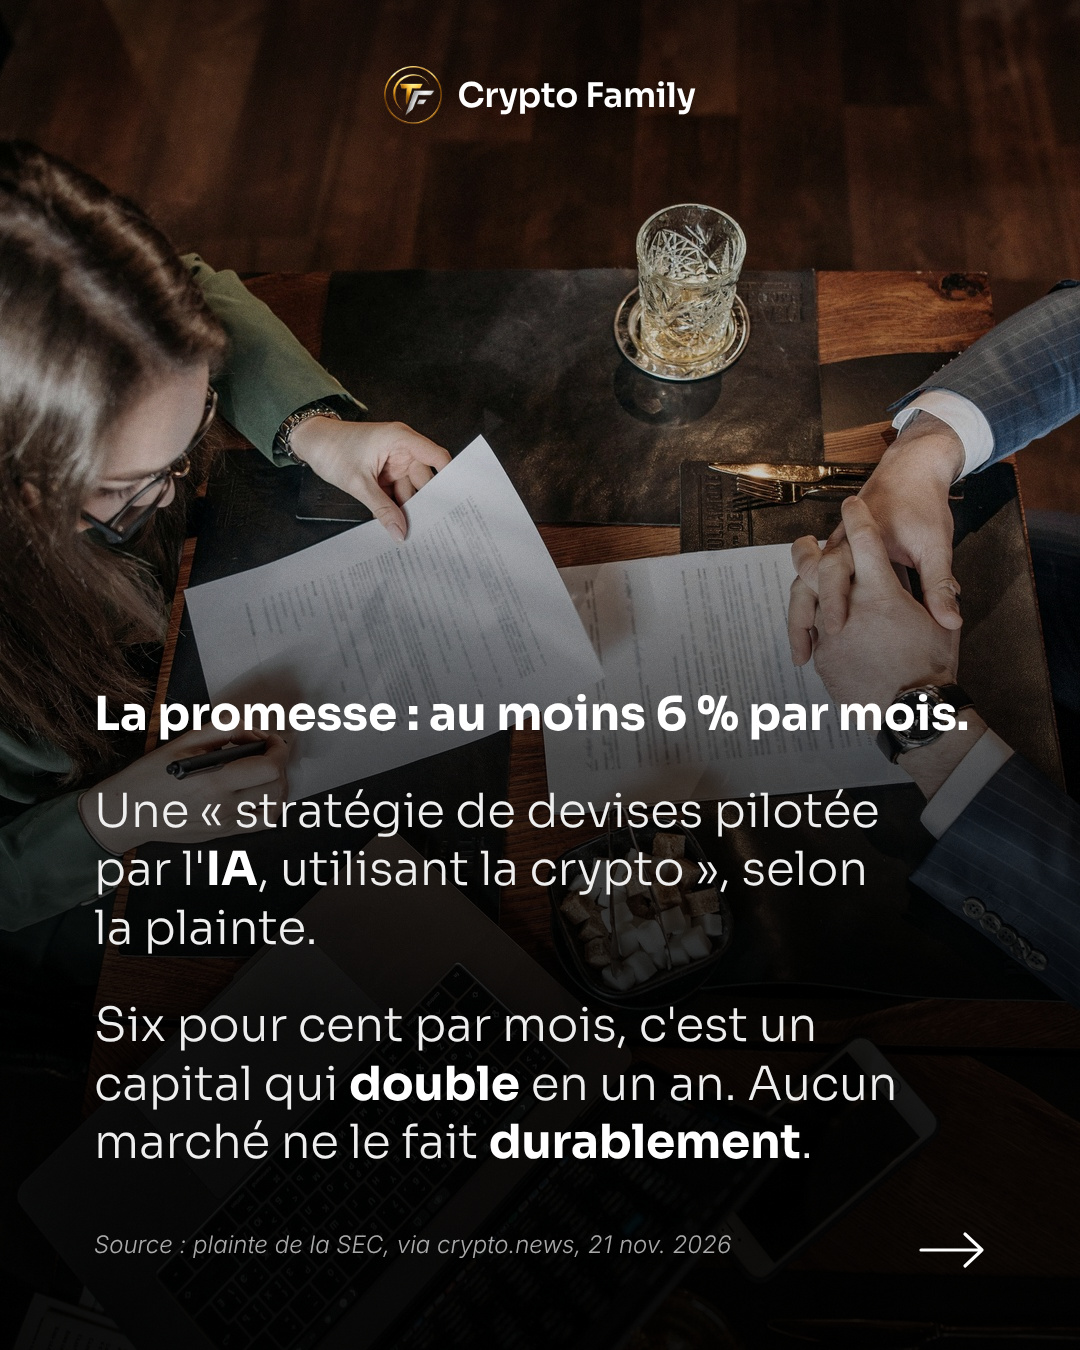 Crypto Family
La promesse : au moins 6 % par mois.
Une « stratégie de devises pilotée
par l'IA, utilisant la crypto », selon
la plainte.
Six pour cent par mois, c'est un
capital qui double en un an. Aucun
marché ne le fait durablement.
Source : plainte de la SEC, via crypto.news, 21 nov. 2026